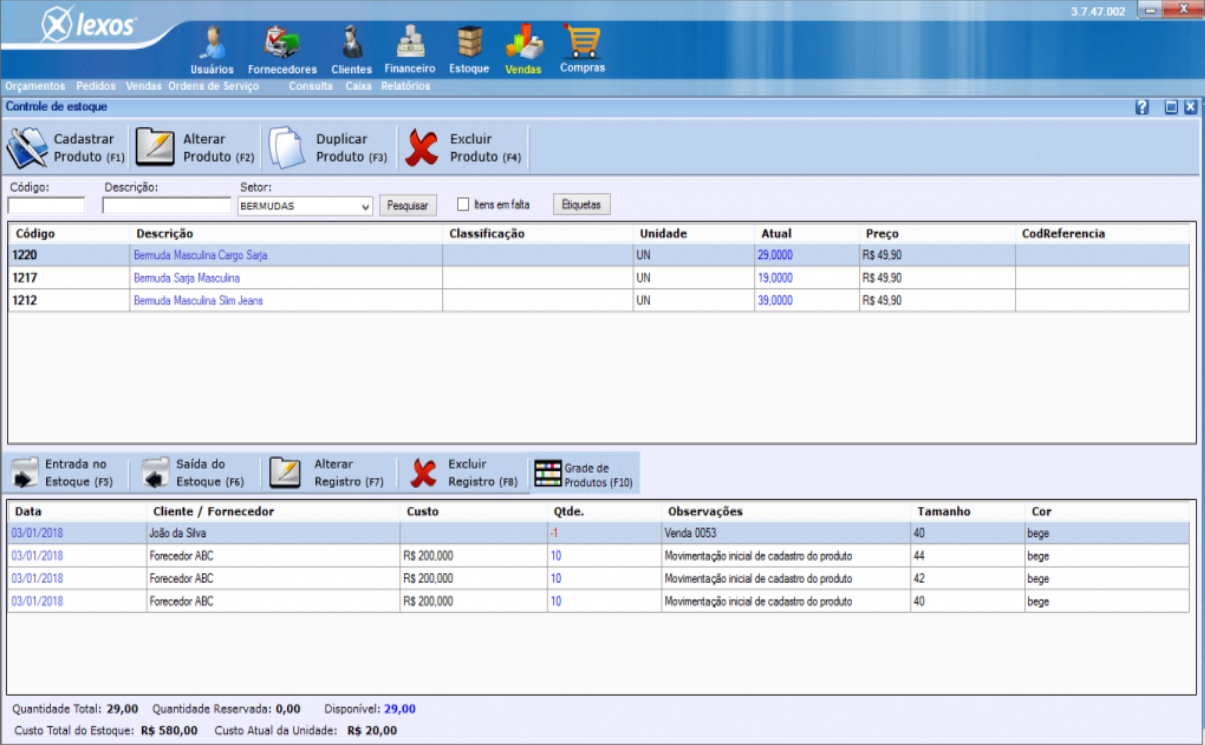 3.7.47.002
lexos
Usuários Fornecedores Clientes Financeiro Estoque Vendas Compras
Orçamentos Pedidos Vendas Ordens de Serviço Consulta Caixa Relatórios
Controle de estoque
Cadastrar Produto (F1) Alterar Produto (F2) Duplicar Produto (F3) Excluir Produto (F4)
Código: Descrição: Setor:
BERMUDAS Pesquisar Itens em falta Etiquetas
Código Descrição Classificação Unidade Atual Preço CodReferencia
1220 Bermuda Masculina Cargo Sarja UN 29,0000 R$ 49,90
1217 Bermuda Sarja Masculina UN 19,0000 R$ 49,90
1212 Bermuda Masculina Slim Jeans UN 39,0000 R$ 49,90
Entrada no Estoque (F5) Saída do Estoque (F6) Alterar Registro (F7) Excluir Registro (F8) Grade de Produtos (F10)
Data Cliente / Fornecedor Custo Qtde. Observações Tamanho Cor
03/01/2018 João da Silva -1 Venda 0053 40 bege
03/01/2018 Forecedor ABC R$ 200,000 10 Movimentação inicial de cadastro do produto 44 bege
03/01/2018 Forecedor ABC R$ 200,000 10 Movimentação inicial de cadastro do produto 42 bege
03/01/2018 Forecedor ABC R$ 200,000 10 Movimentação inicial de cadastro do produto 40 bege
Quantidade Total: 29,00 Quantidade Reservada: 0,00 Disponível: 29,00
Custo Total do Estoque: R$ 580,00 Custo Atual da Unidade: R$ 20,00